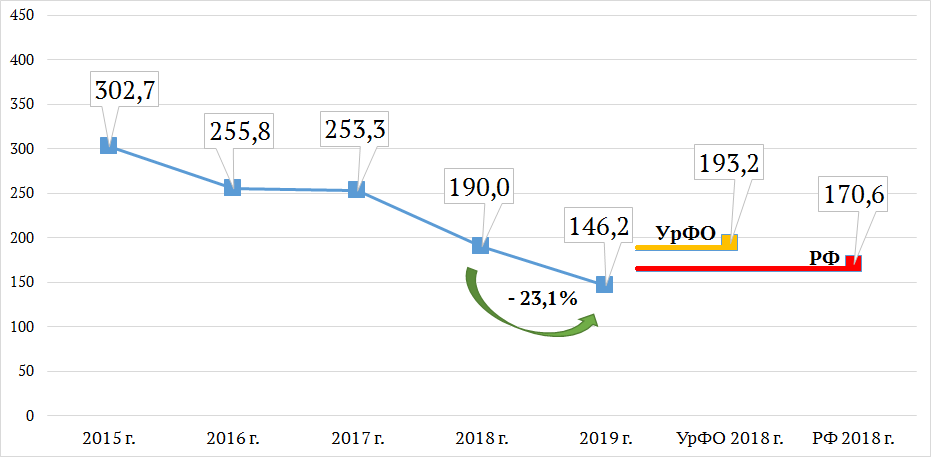 450
400
350
300
250
200
150
100
50
0
302,7
255,8
253,3
190,0
146,2
193,2
170,6
УрФО
РФ
- 23,1%
2015 г.
2016 г.
2017 г.
2018 г.
2019 г.
УрФО 2018 г.
РФ 2018 г.